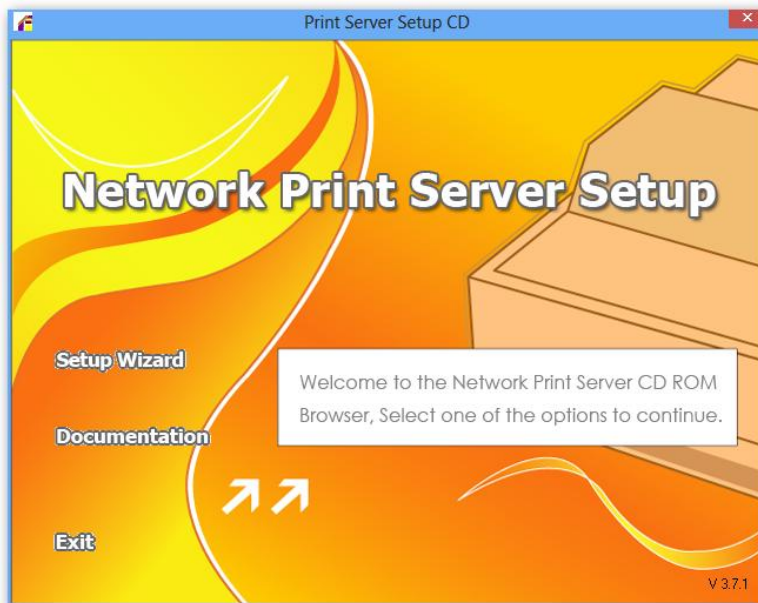 Print Server Setup CD
Network Print Server Setup
Setup Wizard
Welcome to the Network Print Server CD ROM
Browser, Select one of the options to continue.
Documentation
Exit
V 3.7.1